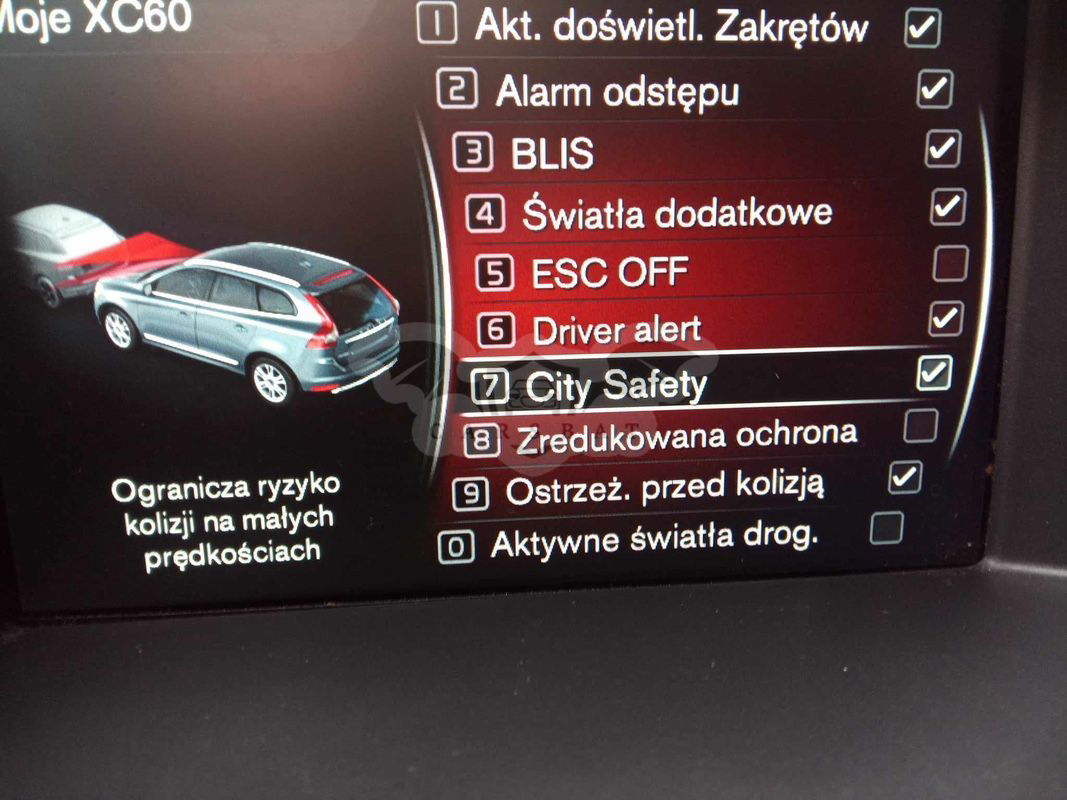 Moje XC60
1 Akt. doświetl. Zakrętów
2 Alarm odstępu
3 BLIS
4 Światła dodatkowe
5 ESC OFF
6 Driver alert
7 City Safety
8 Zredukowana ochrona
9 Ostrzeż. przed kolizją
0 Aktywne światła drog.
Ogranicza ryzyko
kolizji na małych
prędkościach